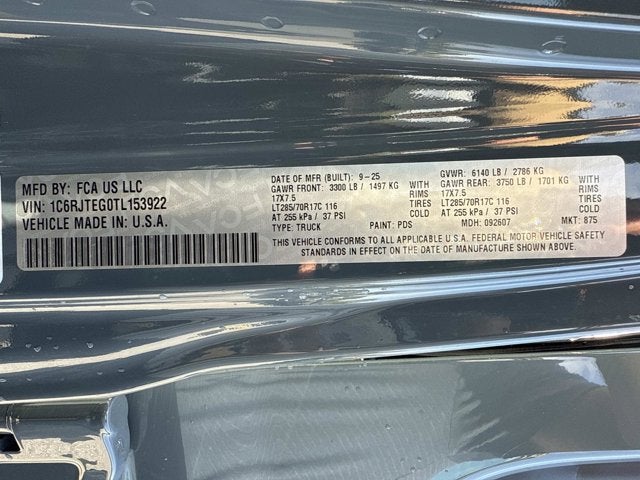 MFD BY: FCA US LLC
VIN: 1C6RJTEG0TL153922
VEHICLE MADE IN: U.S.A.
DATE OF MFR (BUILT): 9-25 GVWR: 6140 LB / 2786 KG
GAWR FRONT: 3300 LB / 1497 KG WITH GAWR REAR: 3750 LB / 1701 KG WITH
17X7.5 RIMS 17X7.5 RIMS
LT285/70R17C 116 TIRES LT285/70R17C 116 TIRES
AT 255 kPa / 37 PSI COLD AT 255 kPa / 37 PSI COLD
TYPE: TRUCK PAINT: PDS MDH: 092607 MKT: 875
THIS VEHICLE CONFORMS TO ALL APPLICABLE U.S.A. FEDERAL MOTOR VEHICLE SAFETY
STANDARDS IN EFFECT ON THE DATE OF MANUFACTURE SHOWN ABOVE.